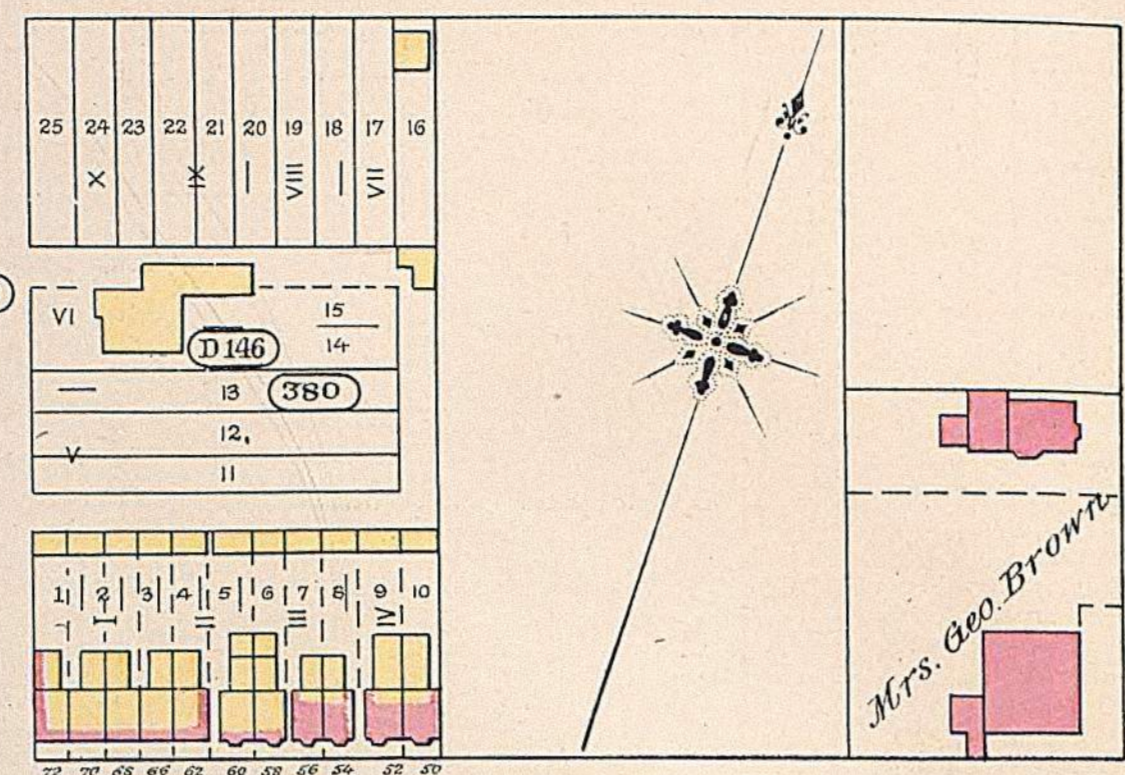 25 24 23 22 21 20 19 18 17 16
X IX VIII VII
VI 15
D 146 14
13 380
12
V
11
1 2 3 4 5 6 7 8 9 10
I II III IV
72 70 68 66 62 60 58 56 54 52 50
Mrs. Geo. Brown